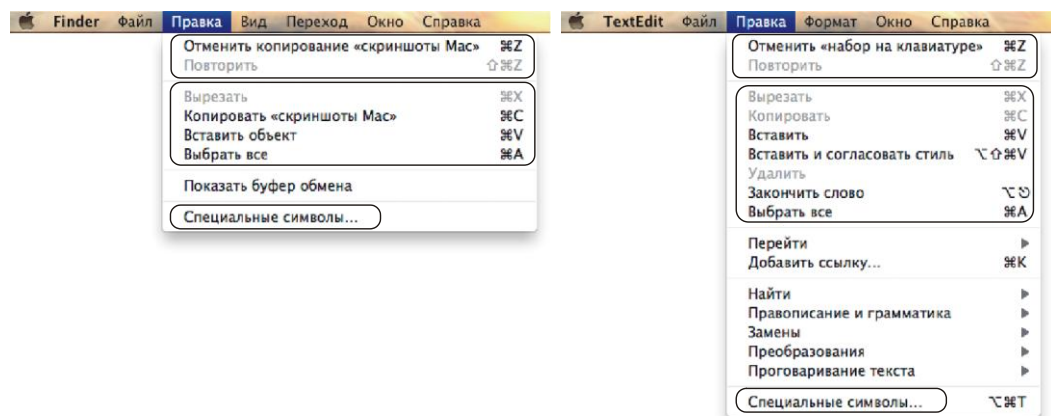 Finder Файл Правка Вид Переход Окно Справка
Отменить копирование «скриншоты Mac» ⌘Z
Повторить ⇧⌘Z
Вырезать ⌘X
Копировать «скриншоты Mac» ⌘C
Вставить объект ⌘V
Выбрать все ⌘A
Показать буфер обмена
Специальные символы...
TextEdit Файл Правка Формат Окно Справка
Отменить «набор на клавиатуре» ⌘Z
Повторить ⇧⌘Z
Вырезать ⌘X
Копировать ⌘C
Вставить ⌘V
Вставить и согласовать стиль ⌥⇧⌘V
Удалить
Закончить слово ⌥⎋
Выбрать все ⌘A
Перейти
Добавить ссылку... ⌘K
Найти
Правописание и грамматика
Замены
Преобразования
Проговаривание текста
Специальные символы... ⌥⌘T